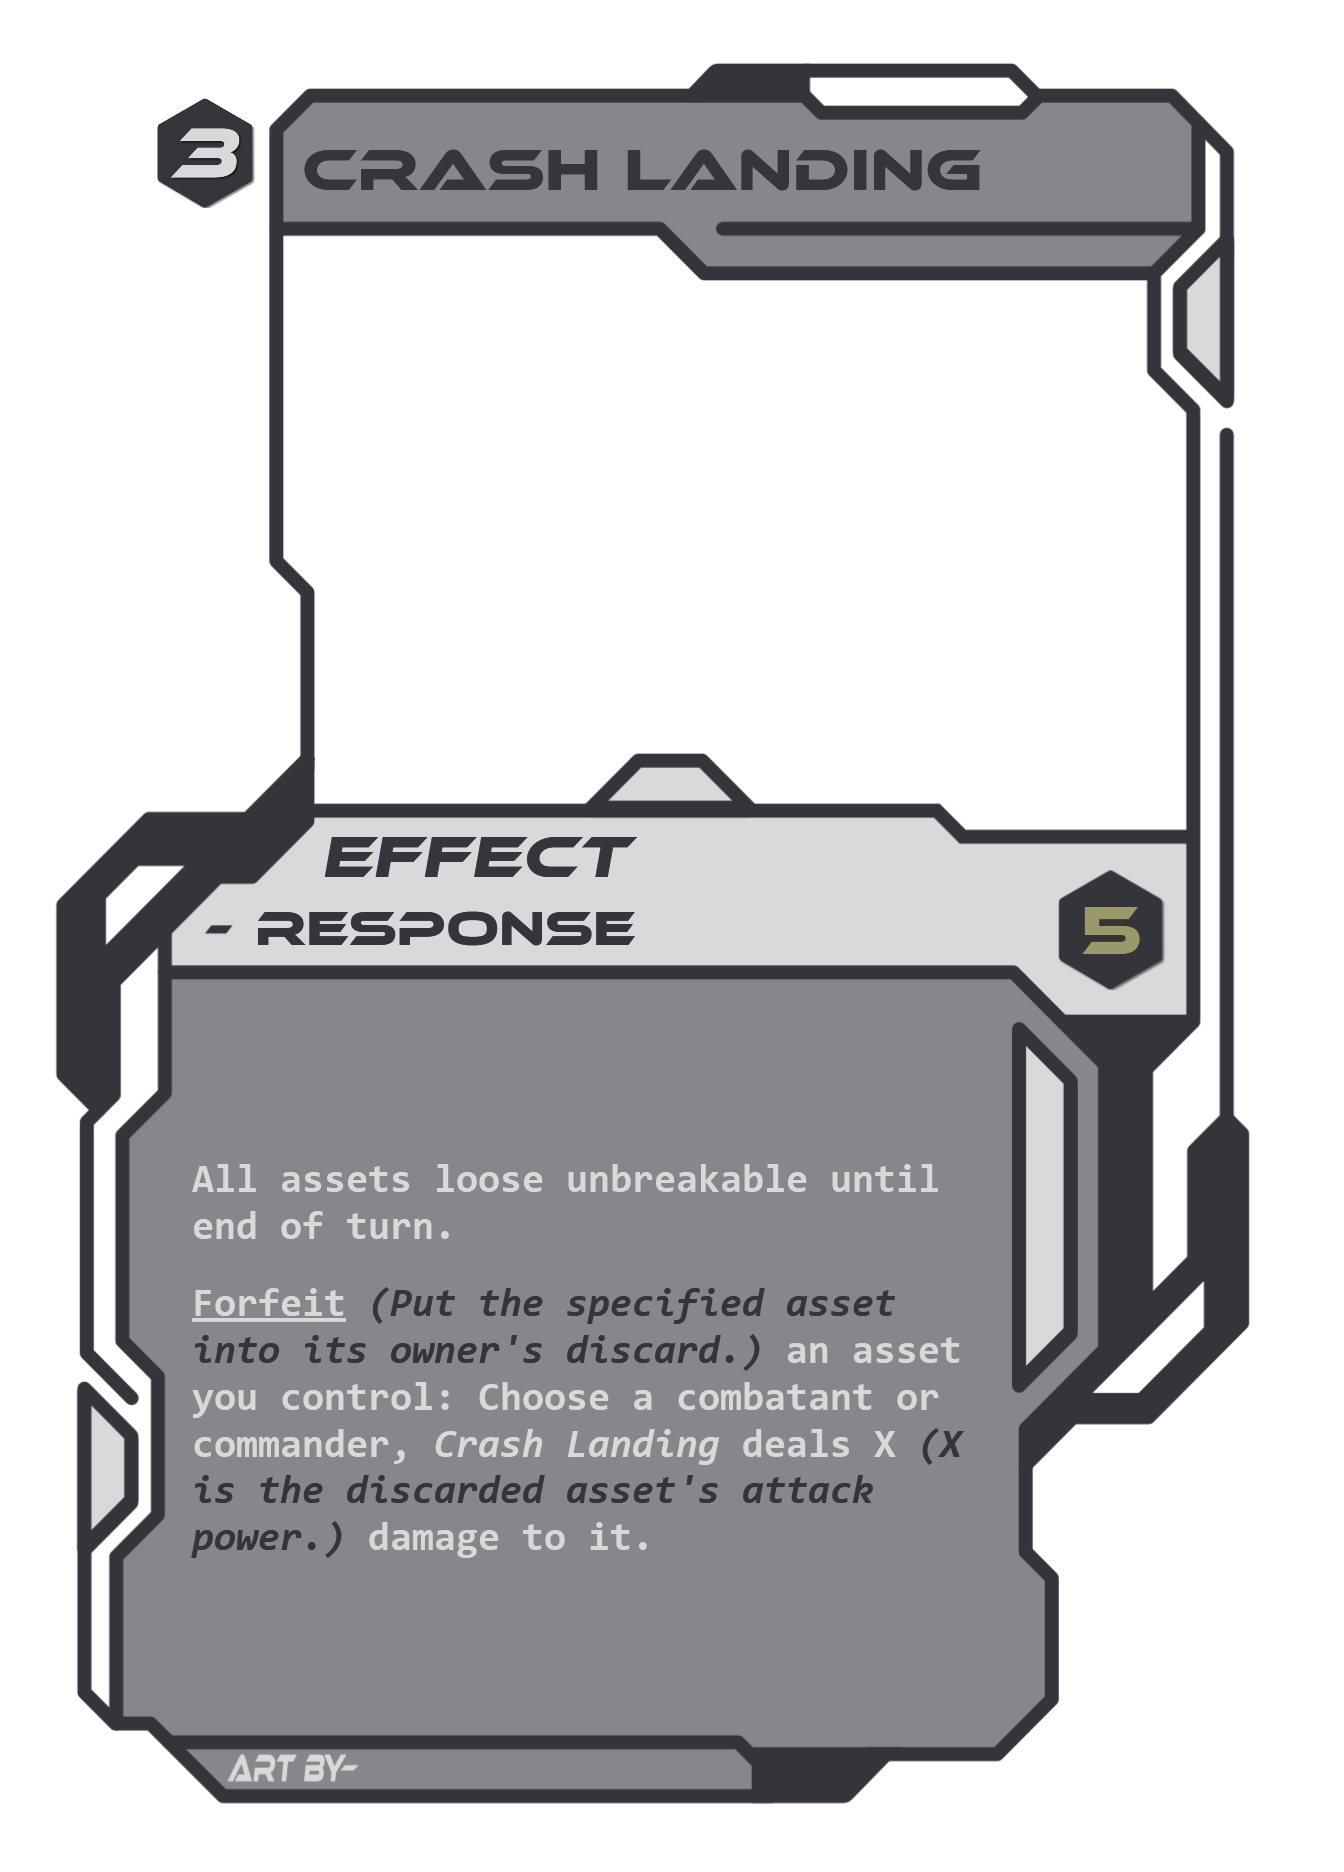 3
CRASH LANDING
EFFECT
- RESPONSE
5
All assets loose unbreakable until
end of turn.
Forfeit (Put the specified asset
into its owner's discard.) an asset
you control: Choose a combatant or
commander, Crash Landing deals X (X
is the discarded asset's attack
power.) damage to it.
ART BY-